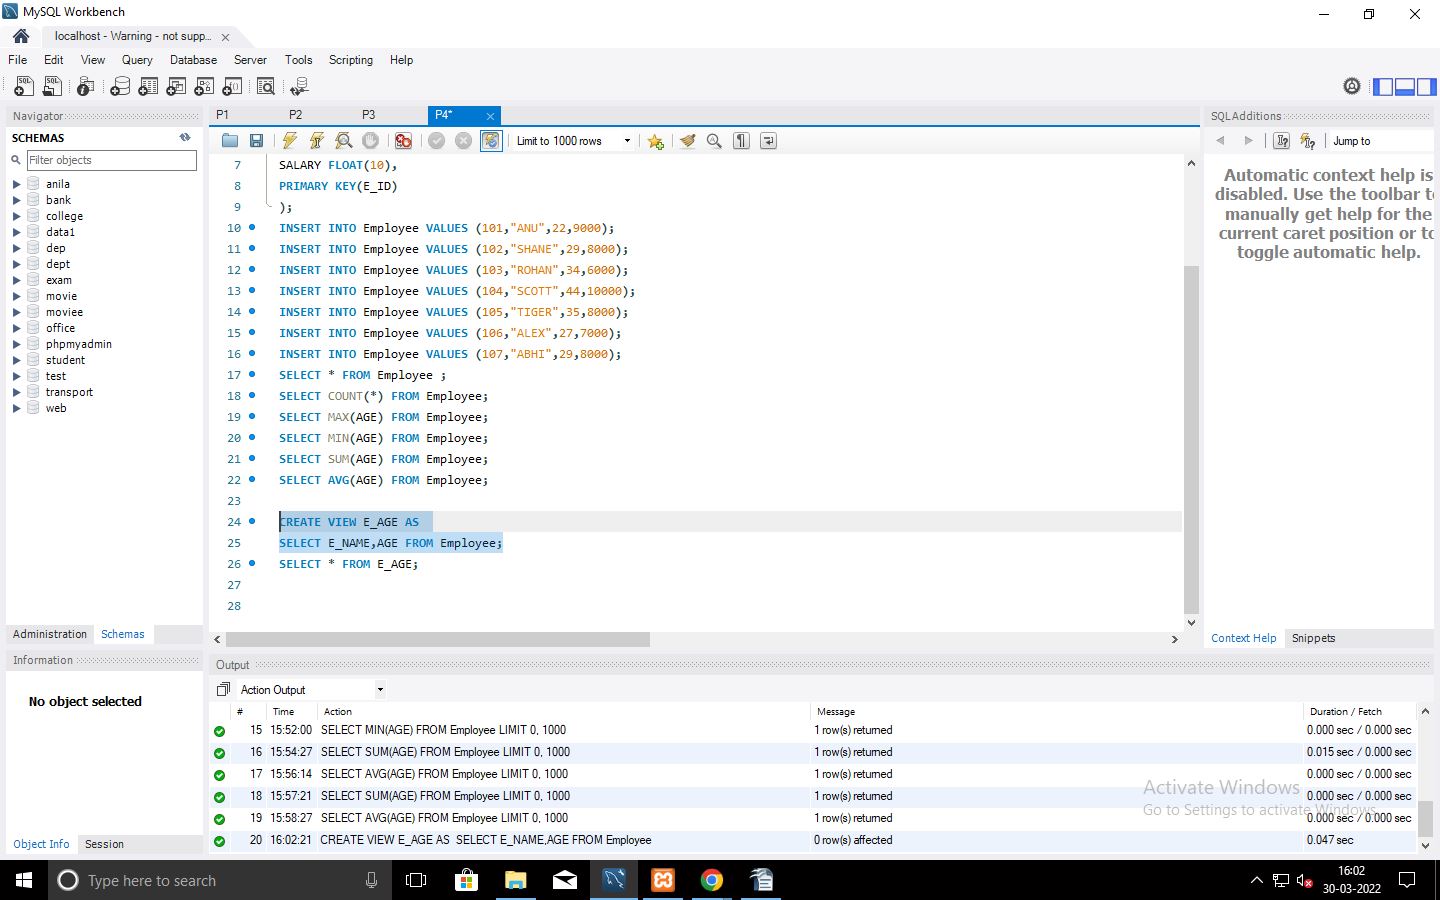 MySQL Workbench
localhost - Warning - not supp...
File Edit View Query Database Server Tools Scripting Help
Navigator
SCHEMAS
Filter objects
anila
bank
college
data1
dep
dept
exam
movie
moviee
office
phpmyadmin
student
test
transport
web
Administration Schemas
Information
No object selected
Object Info Session
P1 P2 P3 P4*
Limit to 1000 rows
7 SALARY FLOAT(10),
8 PRIMARY KEY(E_ID)
9 );
10 INSERT INTO Employee VALUES (101,"ANU",22,9000);
11 INSERT INTO Employee VALUES (102,"SHANE",29,8000);
12 INSERT INTO Employee VALUES (103,"ROHAN",34,6000);
13 INSERT INTO Employee VALUES (104,"SCOTT",44,10000);
14 INSERT INTO Employee VALUES (105,"TIGER",35,8000);
15 INSERT INTO Employee VALUES (106,"ALEX",27,7000);
16 INSERT INTO Employee VALUES (107,"ABHI",29,8000);
17 SELECT * FROM Employee ;
18 SELECT COUNT(*) FROM Employee;
19 SELECT MAX(AGE) FROM Employee;
20 SELECT MIN(AGE) FROM Employee;
21 SELECT SUM(AGE) FROM Employee;
22 SELECT AVG(AGE) FROM Employee;
23
24 CREATE VIEW E_AGE AS
25 SELECT E_NAME,AGE FROM Employee;
26 SELECT * FROM E_AGE;
27
28
SQLAdditions
Jump to
Automatic context help is
disabled. Use the toolbar to
manually get help for the
current caret position or to
toggle automatic help.
Context Help Snippets
Output
Action Output
# Time Action Message Duration / Fetch
15 15:52:00 SELECT MIN(AGE) FROM Employee LIMIT 0, 1000 1 row(s) returned 0.000 sec / 0.000 sec
16 15:54:27 SELECT SUM(AGE) FROM Employee LIMIT 0, 1000 1 row(s) returned 0.015 sec / 0.000 sec
17 15:56:14 SELECT AVG(AGE) FROM Employee LIMIT 0, 1000 1 row(s) returned 0.000 sec / 0.000 sec
18 15:57:21 SELECT SUM(AGE) FROM Employee LIMIT 0, 1000 1 row(s) returned 0.000 sec / 0.000 sec
19 15:58:27 SELECT AVG(AGE) FROM Employee LIMIT 0, 1000 1 row(s) returned 0.000 sec / 0.000 sec
20 16:02:21 CREATE VIEW E_AGE AS SELECT E_NAME,AGE FROM Employee 0 row(s) affected 0.047 sec
Activate Windows
Go to Settings to activate Windows.
Type here to search
16:02
30-03-2022